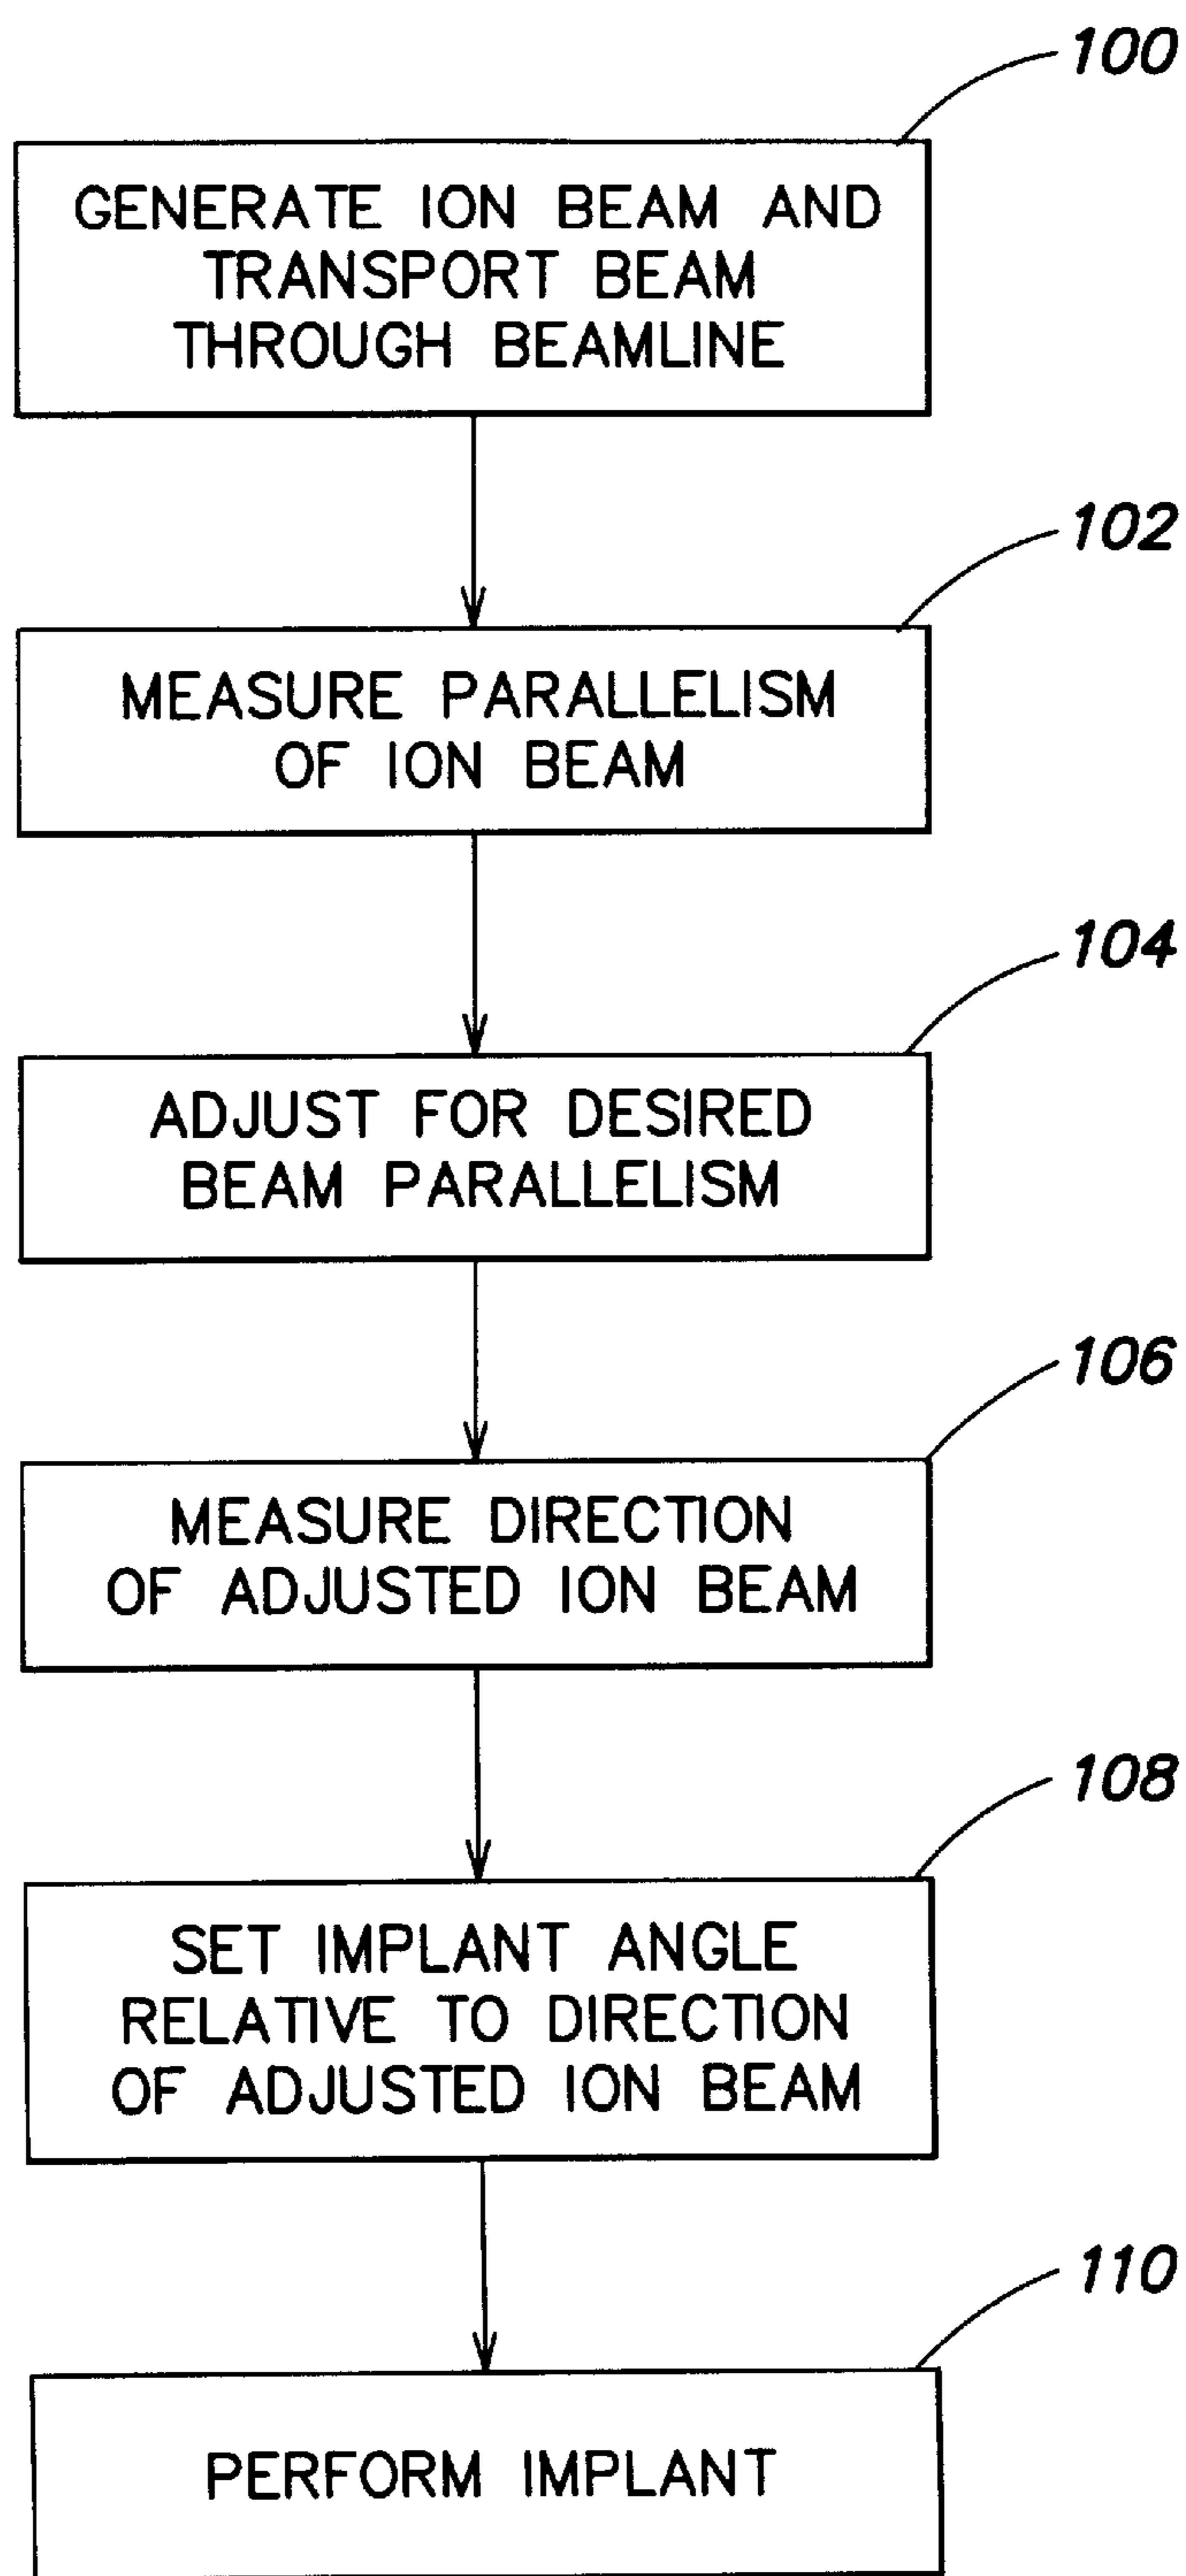 100
GENERATE ION BEAM AND
TRANSPORT BEAM
THROUGH BEAMLINE
102
MEASURE PARALLELISM
OF ION BEAM
104
ADJUST FOR DESIRED
BEAM PARALLELISM
106
MEASURE DIRECTION
OF ADJUSTED ION BEAM
108
SET IMPLANT ANGLE
RELATIVE TO DIRECTION
OF ADJUSTED ION BEAM
110
PERFORM IMPLANT